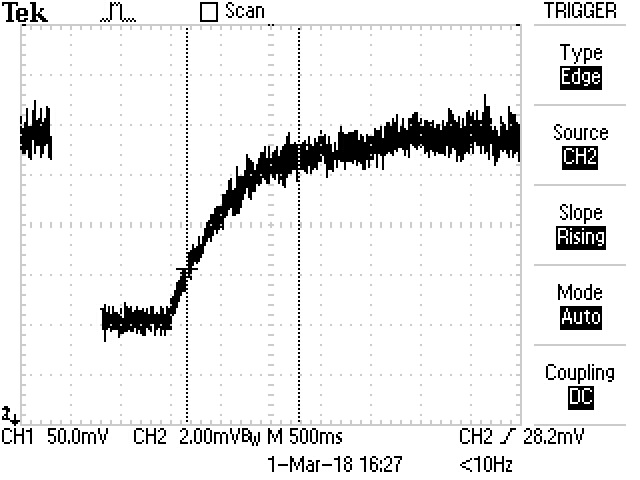 Tek Scan TRIGGER
Type
Edge
Source
CH2
Slope
Rising
Mode
Auto
Coupling
DC
CH1 50.0mV CH2 2.00mVBW M 500ms CH2 28.2mV
1-Mar-18 16:27 <10Hz